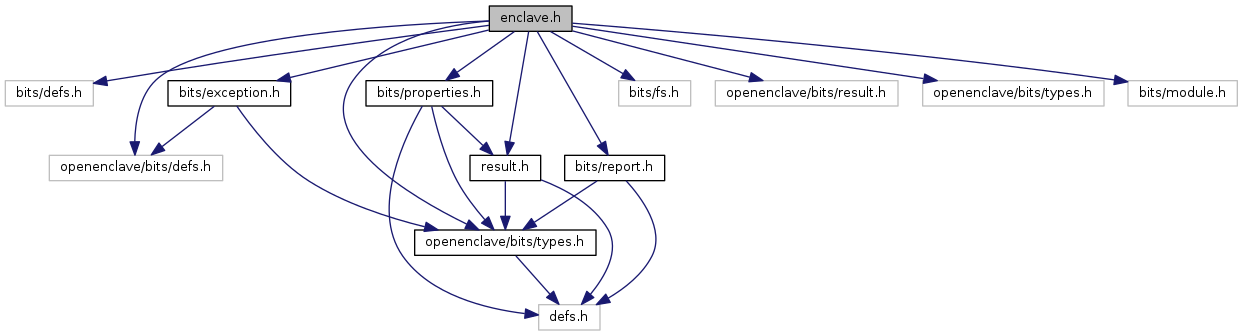 enclave.h
bits/defs.h
bits/exception.h
bits/properties.h
bits/fs.h
openenclave/bits/result.h
openenclave/bits/types.h
bits/module.h
openenclave/bits/defs.h
result.h
bits/report.h
openenclave/bits/types.h
defs.h